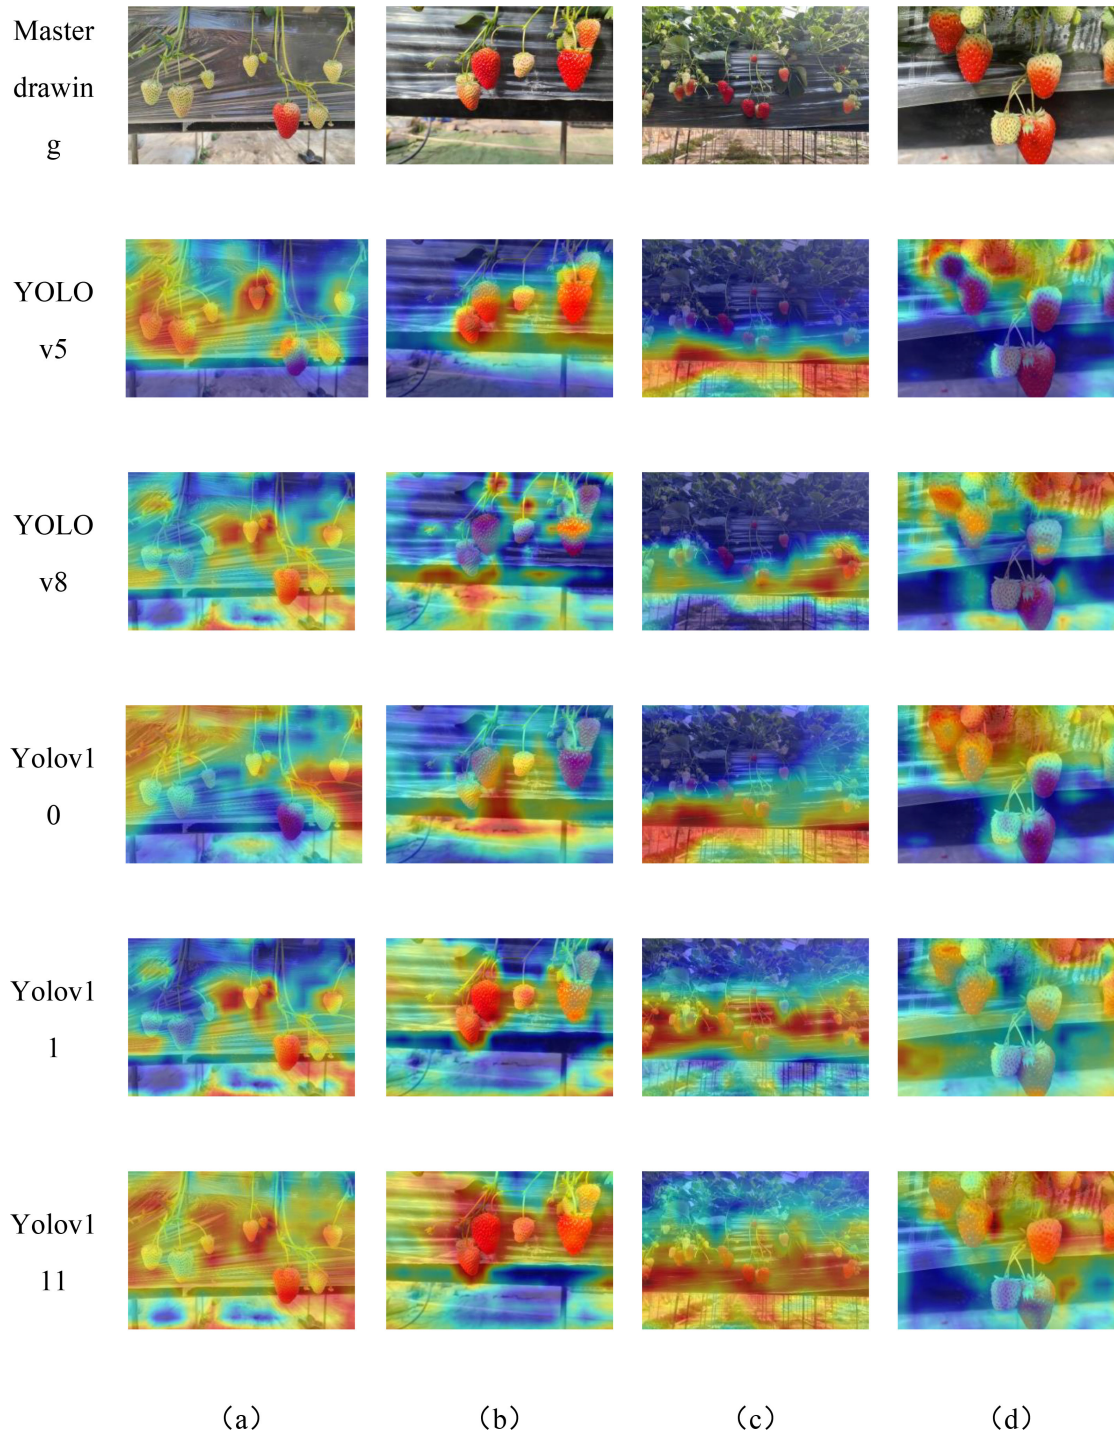 Master
drawin
g
YOLO
v5
YOLO
v8
Yolov1
0
Yolov1
1
Yolov1
11
（a） （b） （c） （d）